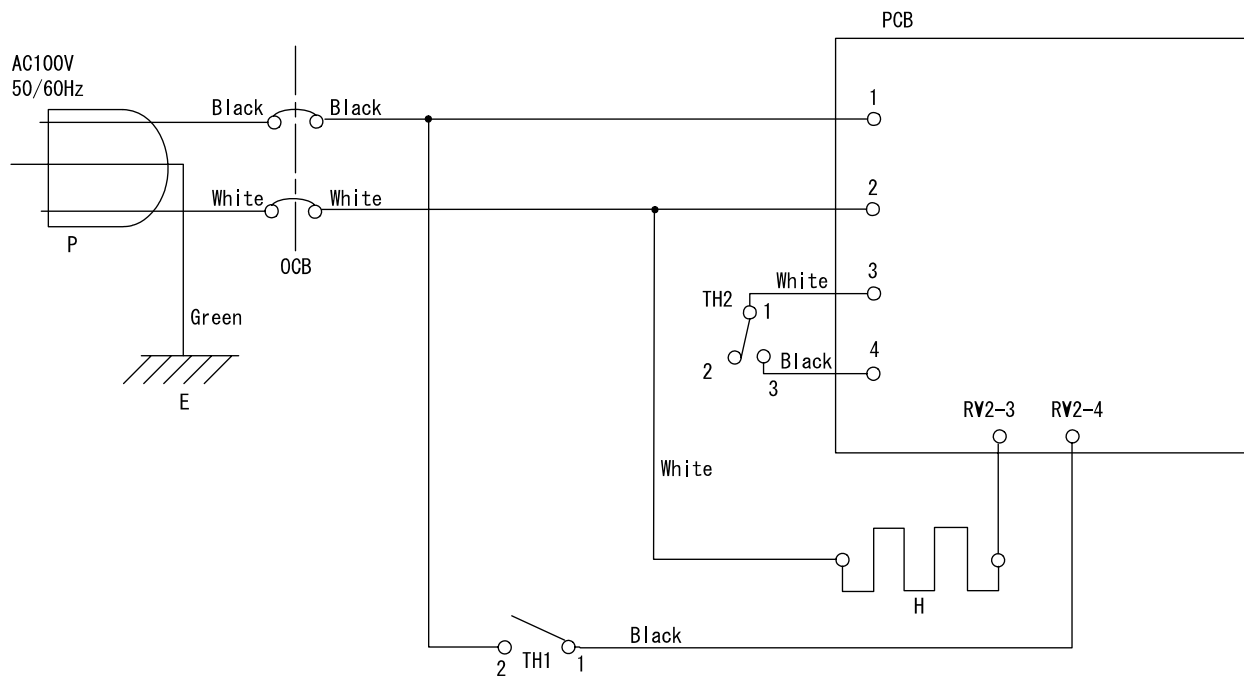 PCB
AC100V
50/60Hz
Black
Black
1
White
White
2
P
OCB
3
White
TH2
1
Green
2
Black
4
3
E
RV2-3
RV2-4
White
H
Black
2
TH1
1